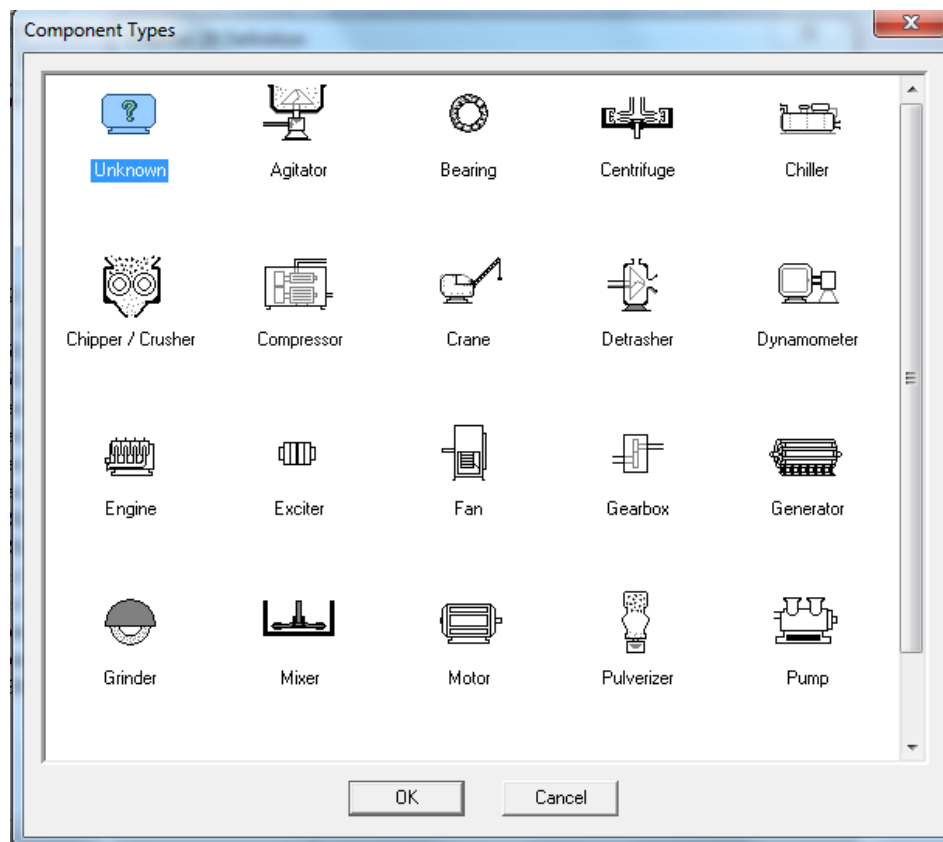 Component Types
Unknown Agitator Bearing Centrifuge Chiller
Chipper / Crusher Compressor Crane Detrasher Dynamometer
Engine Exciter Fan Gearbox Generator
Grinder Mixer Motor Pulverizer Pump
OK Cancel